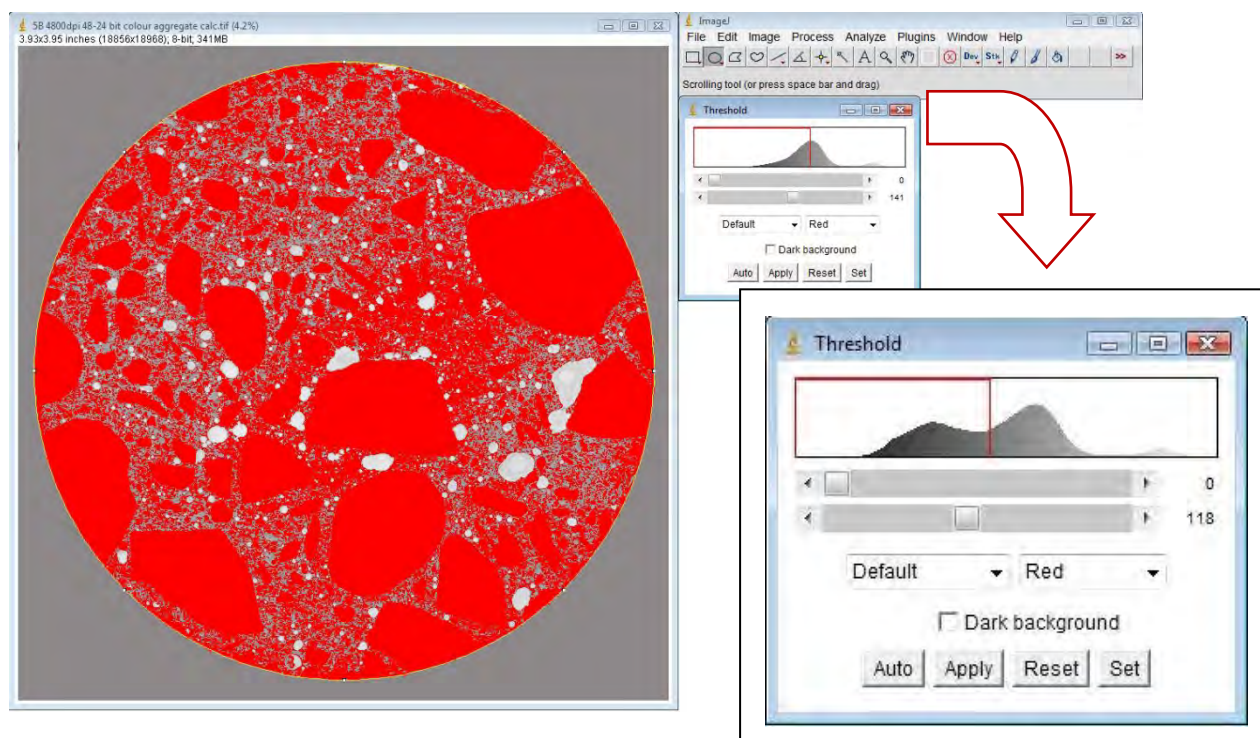 5B 4800dpi 48-24 bit colour aggregate calc.tif (4.2%)
3.93x3.95 inches (18856x18968); 8-bit; 341MB
ImageJ
File Edit Image Process Analyze Plugins Window Help
A Dev Stk >>
Scrolling tool (or press space bar and drag)
Threshold
0
141
Default Red
Dark background
Auto Apply Reset Set
Threshold
0
118
Default Red
Dark background
Auto Apply Reset Set